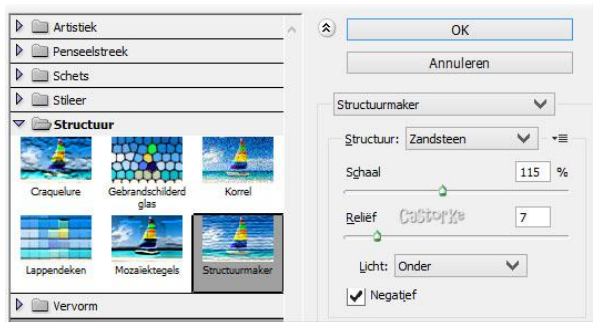 Artistiek
Penseelstreek
Schets
Stileer
Structuur
Craquelure
Gebrandschilderd glas
Korrel
Lappendeken
Mozaïektegels
Structuurmaker
Vervorm
OK
Annuleren
Structuurmaker
Structuur: Zandsteen
Schaal 115 %
Reliëf CaStorKe 7
Licht: Onder
Negatief